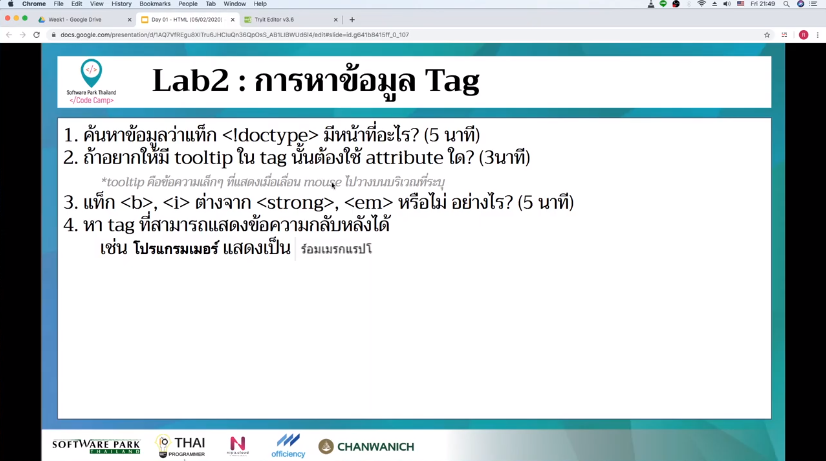 Chrome File Edit View History Bookmarks People Tab Window Help
Fri 21:49
Week1 - Google Drive
Day 01 - HTML (06/02/2020)
Tryit Editor v3.6
Software Park Thailand
</Code Camp>
Lab2 : การหาข้อมูล Tag
1. ค้นหาข้อมูลว่าแท็ก <!doctype> มีหน้าที่อะไร? (5 นาที)
2. ถ้าอยากให้มี tooltip ใน tag นั้นต้องใช้ attribute ใด? (3นาที)
*tooltip คือข้อความเล็กๆ ที่แสดงเมื่อเลื่อน mouse ไปวางบนบริเวณที่ระบุ
3. แท็ก <b>, <i> ต่างจาก <strong>, <em> หรือไม่ อย่างไร? (5 นาที)
4. หา tag ที่สามารถแสดงข้อความกลับหลังได้
เช่น โปรแกรมเมอร์ แสดงเป็น ร์อมเมรกแรปโ
SOFTWARE PARK
THAILAND
THAI
PROGRAMMER
efficiency
CHANWANICH